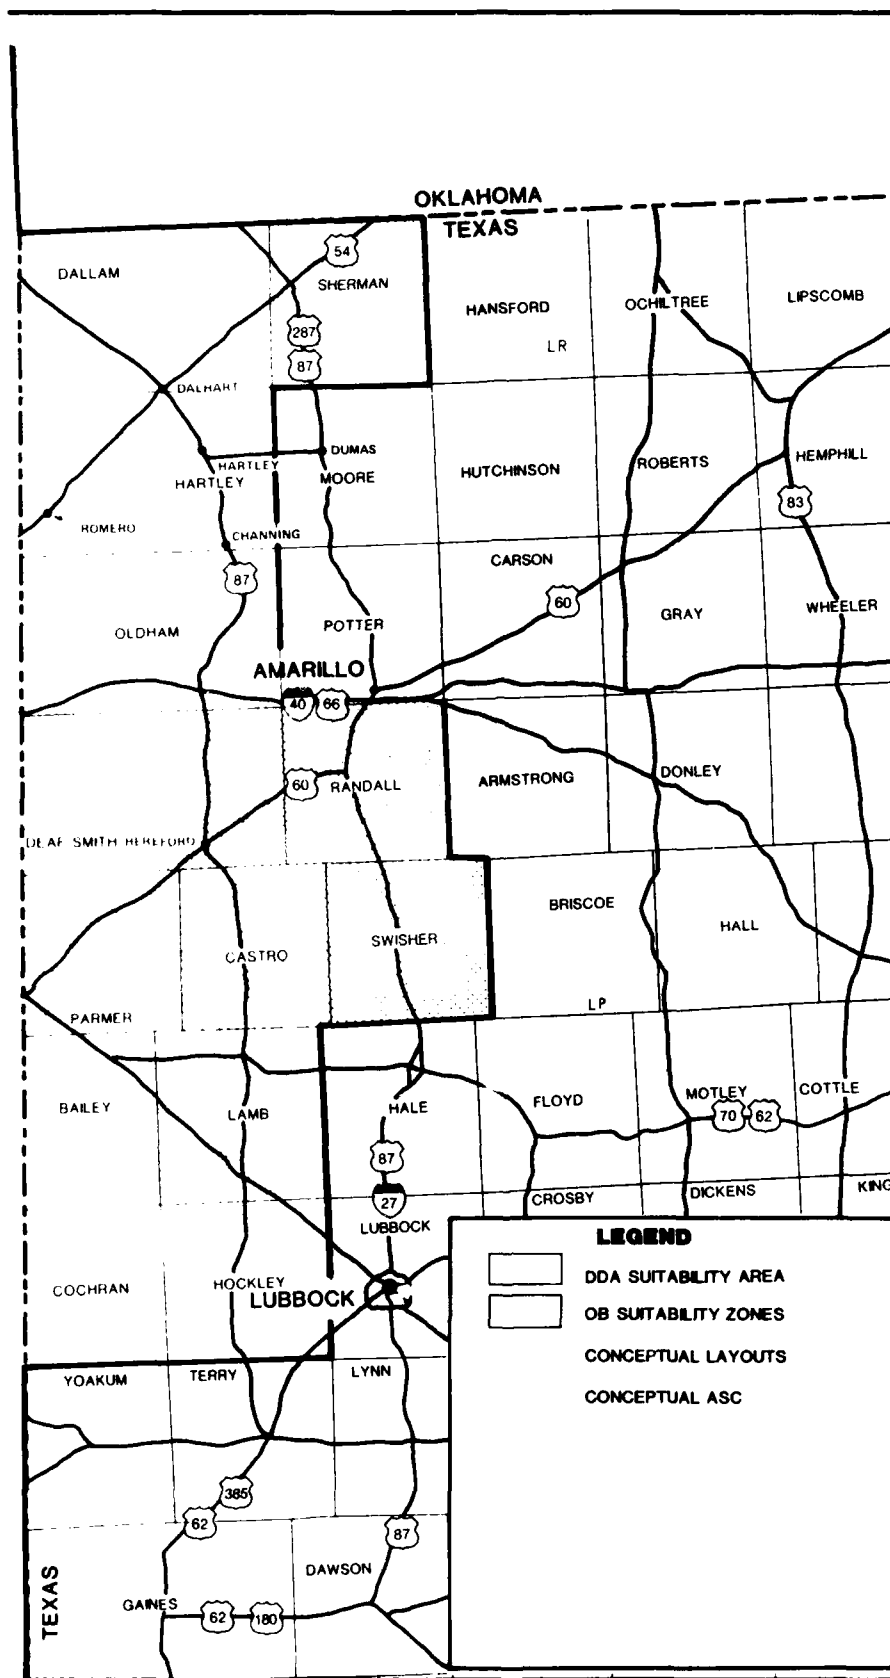 OKLAHOMA
TEXAS
DALLAM
54
SHERMAN
HANSFORD
OCHILTREE
LIPSCOMB
287
87
LR
DALHART
DUMAS
HARTLEY
HARTLEY
MOORE
HUTCHINSON
ROBERTS
HEMPHILL
83
ROMERO
CHANNING
87
CARSON
60
OLDHAM
POTTER
GRAY
WHEELER
AMARILLO
40
66
60
RANDALL
ARMSTRONG
DONLEY
DEAF SMITH
HEREFORD
BRISCOE
HALL
CASTRO
SWISHER
LP
PARMER
BAILEY
LAMB
HALE
FLOYD
MOTLEY
COTTLE
70
62
87
27
CROSBY
DICKENS
KING
LUBBOCK
COCHRAN
HOCKLEY
LUBBOCK
LEGEND
DDA SUITABILITY AREA
OB SUITABILITY ZONES
CONCEPTUAL LAYOUTS
CONCEPTUAL ASC
YOAKUM
TERRY
LYNN
385
62
87
DAWSON
TEXAS
GAINES
62
180